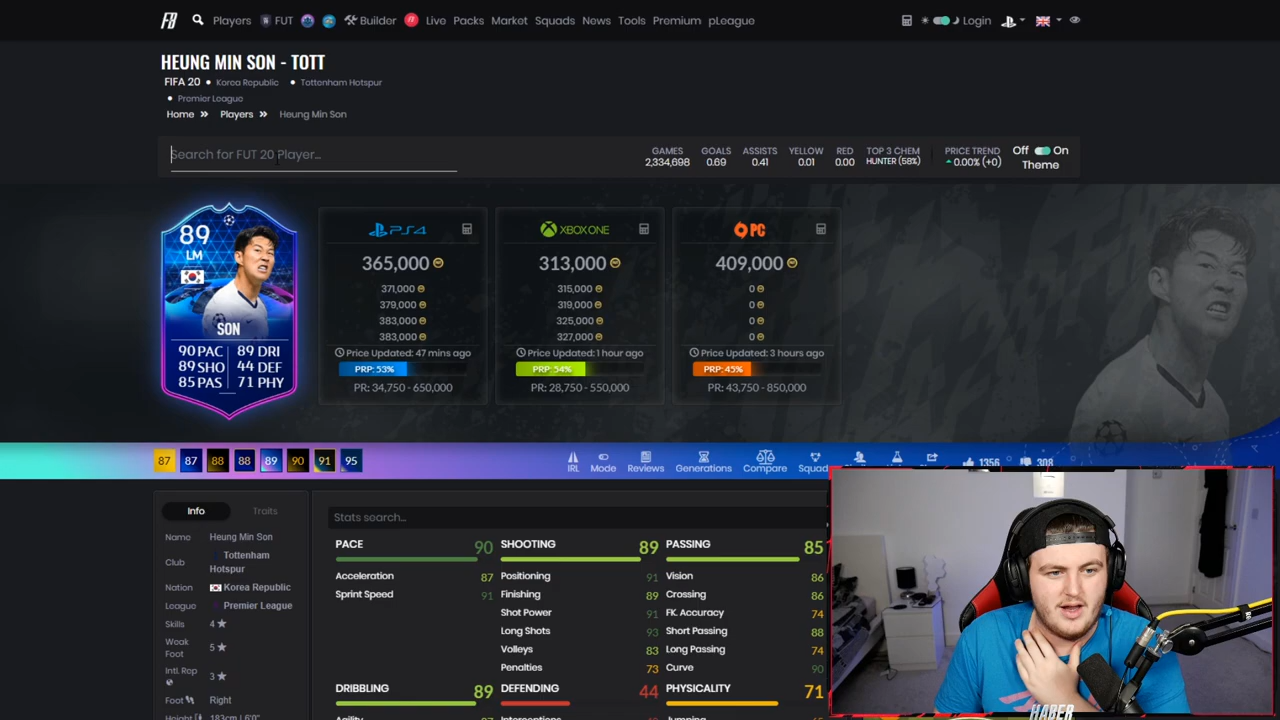 Players FUT Builder Live Packs Market Squads News Tools Premium pLeague Login
HEUNG MIN SON - TOTT
FIFA 20 • Korea Republic • Tottenham Hotspur
• Premier League
Home » Players » Heung Min Son
Search for FUT 20 Player...
GAMES GOALS ASSISTS YELLOW RED TOP 3 CHEM PRICE TREND Off On
2,334,698 0.69 0.41 0.01 0.00 HUNTER (58%) 0.00% (+0) Theme
89
LM
SON
90 PAC 89 DRI
89 SHO 44 DEF
85 PAS 71 PHY
PS4
365,000
371,000
379,000
383,000
383,000
Price Updated: 47 mins ago
PRP: 53%
PR: 34,750 - 650,000
XBOX ONE
313,000
315,000
319,000
325,000
327,000
Price Updated: 1 hour ago
PRP: 54%
PR: 28,750 - 550,000
PC
409,000
0
0
0
0
Price Updated: 3 hours ago
PRP: 45%
PR: 43,750 - 850,000
87 87 88 88 89 90 91 95
IRL Mode Reviews Generations Compare Squad 1356 308
Info Traits
Name Heung Min Son
Club Tottenham
Hotspur
Nation Korea Republic
League Premier League
Skills 4
Weak
Foot 5
Intl. Rep 3
Foot Right
Height 183cm | 6'0"
Stats search...
PACE 90
Acceleration 87
Sprint Speed 91
SHOOTING 89
Positioning 91
Finishing 89
Shot Power 91
Long Shots 93
Volleys 83
Penalties 73
PASSING 85
Vision 86
Crossing 86
FK. Accuracy 74
Short Passing 88
Long Passing 74
Curve 90
DRIBBLING 89
DEFENDING 44
PHYSICALITY 71
HABER